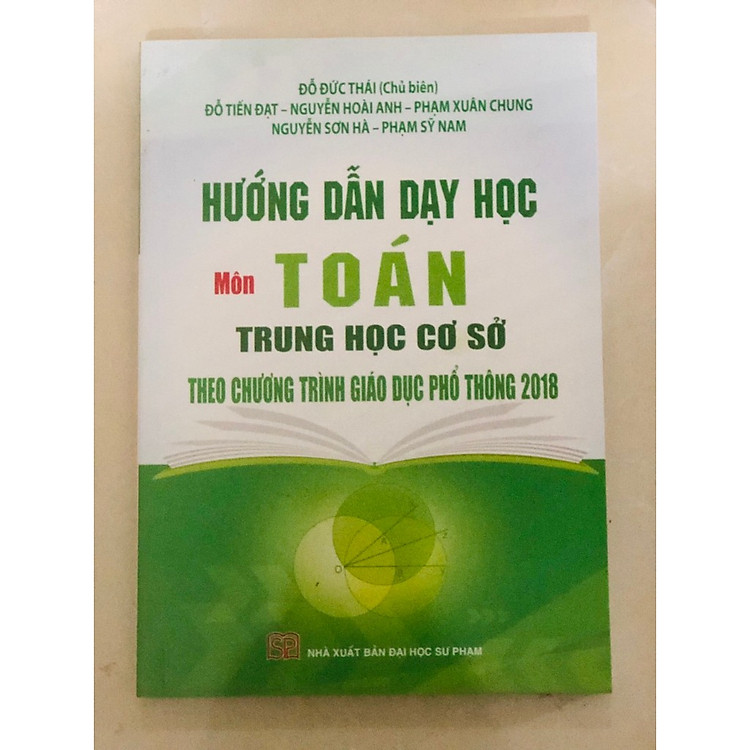 ĐỖ ĐỨC THÁI (Chủ biên)
ĐỖ TIẾN ĐẠT – NGUYỄN HOÀI ANH – PHẠM XUÂN CHUNG
NGUYỄN SƠN HÀ – PHẠM SỸ NAM
HƯỚNG DẪN DẠY HỌC
Môn TOÁN
TRUNG HỌC CƠ SỞ
THEO CHƯƠNG TRÌNH GIÁO DỤC PHỔ THÔNG 2018
O
SP NHÀ XUẤT BẢN ĐẠI HỌC SƯ PHẠM